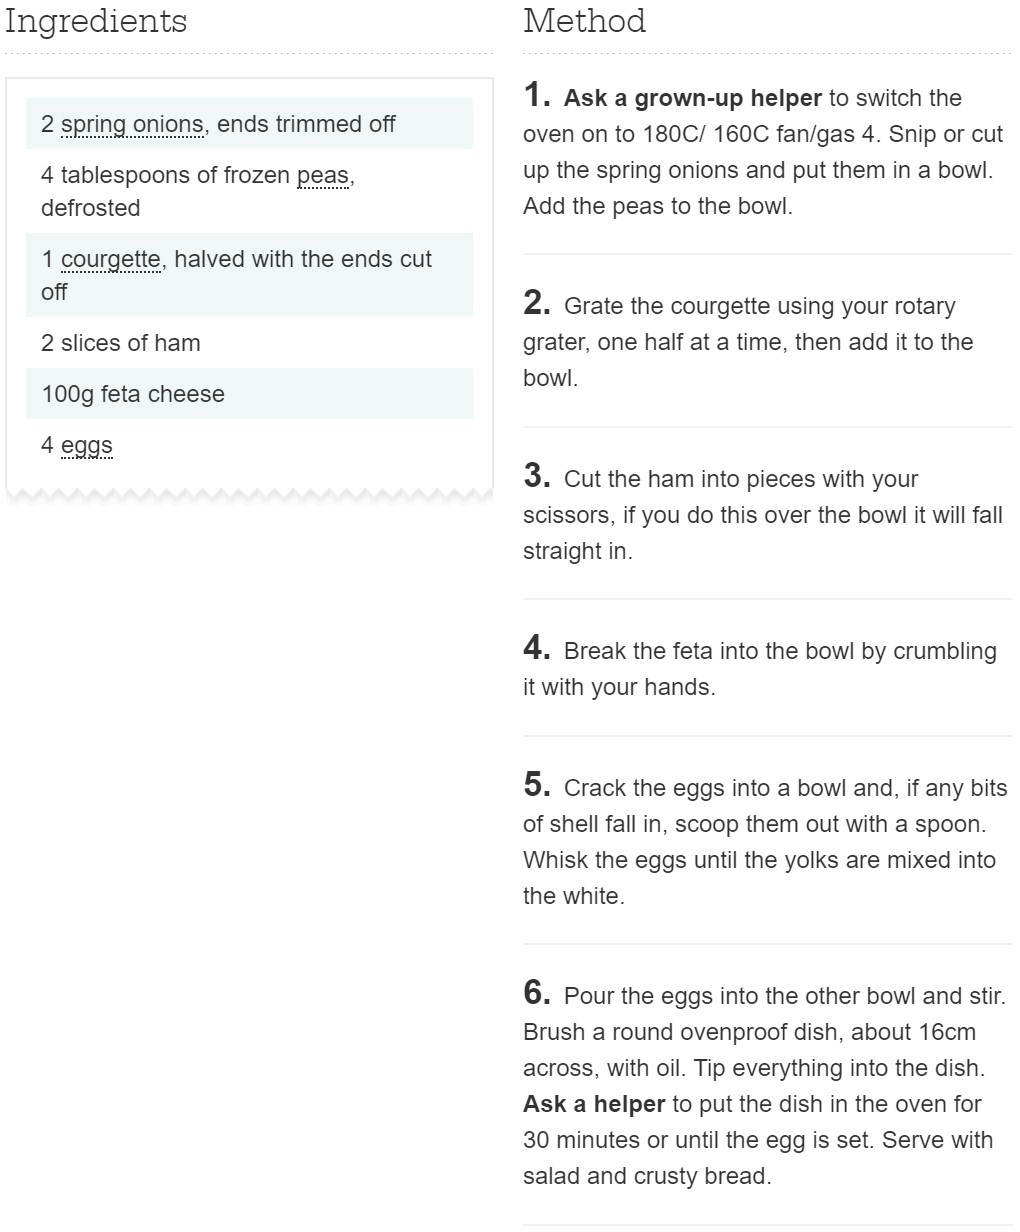 Ingredients
2 spring onions, ends trimmed off
4 tablespoons of frozen peas,
defrosted
1 courgette, halved with the ends cut
off
2 slices of ham
100g feta cheese
4 eggs
Method
1. Ask a grown-up helper to switch the
oven on to 180C/ 160C fan/gas 4. Snip or cut
up the spring onions and put them in a bowl.
Add the peas to the bowl.
2. Grate the courgette using your rotary
grater, one half at a time, then add it to the
bowl.
3. Cut the ham into pieces with your
scissors, if you do this over the bowl it will fall
straight in.
4. Break the feta into the bowl by crumbling
it with your hands.
5. Crack the eggs into a bowl and, if any bits
of shell fall in, scoop them out with a spoon.
Whisk the eggs until the yolks are mixed into
the white.
6. Pour the eggs into the other bowl and stir.
Brush a round ovenproof dish, about 16cm
across, with oil. Tip everything into the dish.
Ask a helper to put the dish in the oven for
30 minutes or until the egg is set. Serve with
salad and crusty bread.